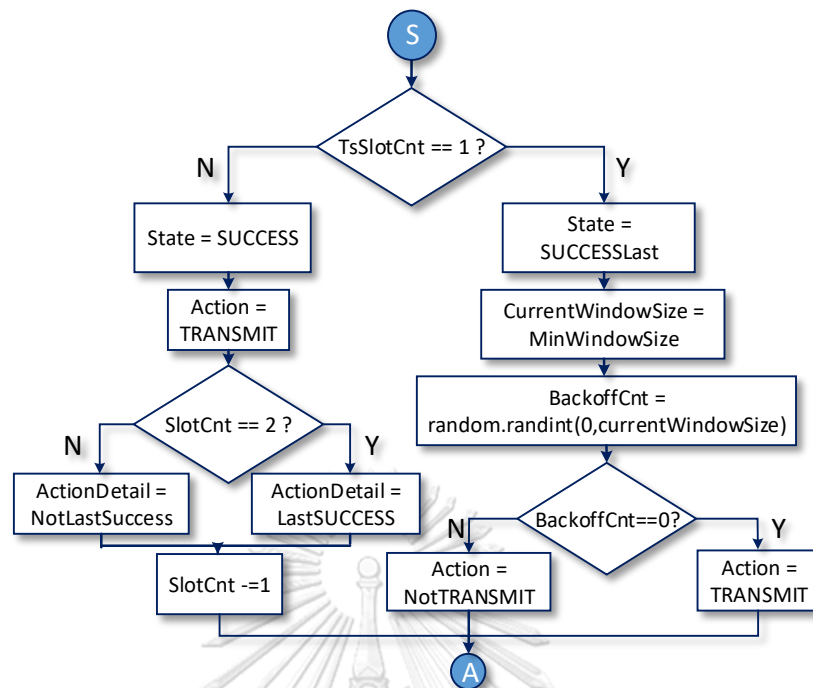 S
TsSlotCnt == 1 ?
N
Y
State = SUCCESS
State =
SUCCESSLast
Action =
TRANSMIT
CurrentWindowSize =
MinWindowSize
SlotCnt == 2 ?
BackoffCnt =
random.randint(0,currentWindowSize)
N
Y
ActionDetail =
NotLastSuccess
ActionDetail =
LastSUCCESS
BackoffCnt==0?
N
Y
SlotCnt -=1
Action =
NotTRANSMIT
Action =
TRANSMIT
A